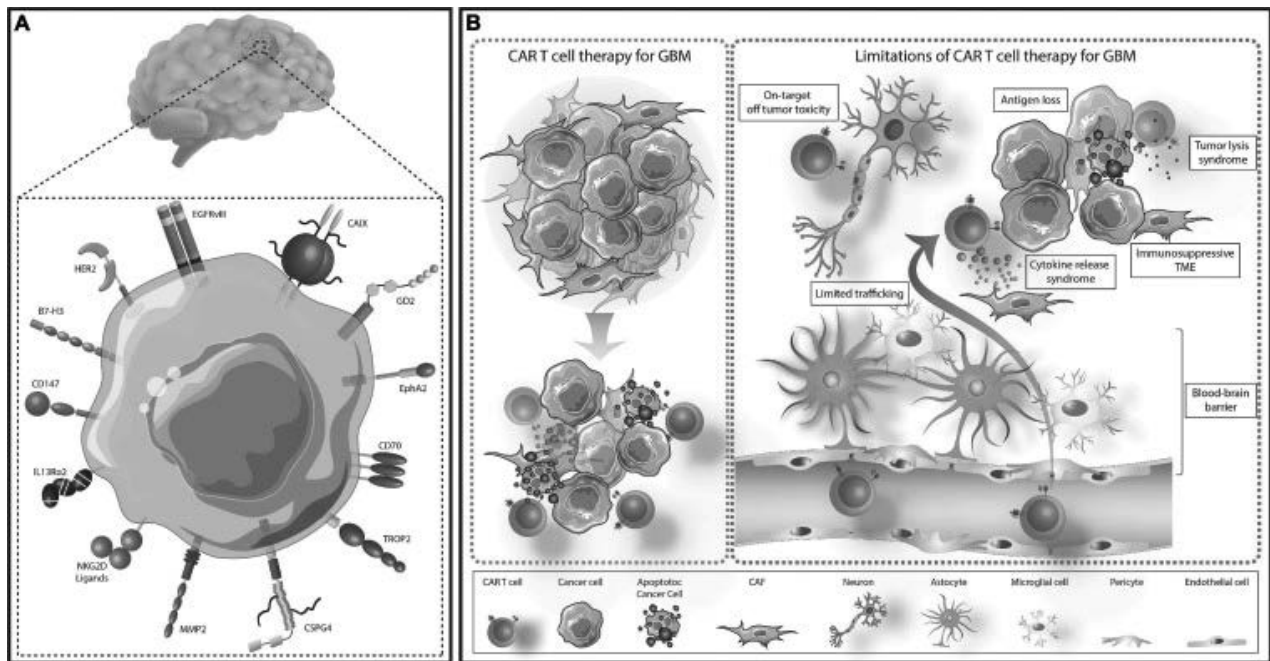 A
EGFRvIII
CAIX
HER2
GD2
B7-H3
EphA2
CD147
CD70
IL13Rα2
TROP2
NKG2D
Ligands
MMP2
CSPG4
B
CAR T cell therapy for GBM
Limitations of CAR T cell therapy for GBM
On-target
off tumor toxicity
Antigen loss
Tumor lysis
syndrome
Immunosuppressive
TME
Cytokine release
syndrome
Limited trafficking
Blood-brain
barrier
CAR T cell
Cancer cell
Apoptotoc
Cancer Cell
CAF
Neuron
Astocyte
Microglial cell
Pericyte
Endothelial cell